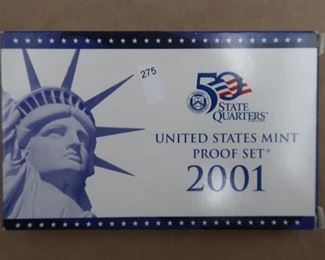 275
50
STATE
QUARTERS
UNITED STATES MINT
PROOF SET®
2001